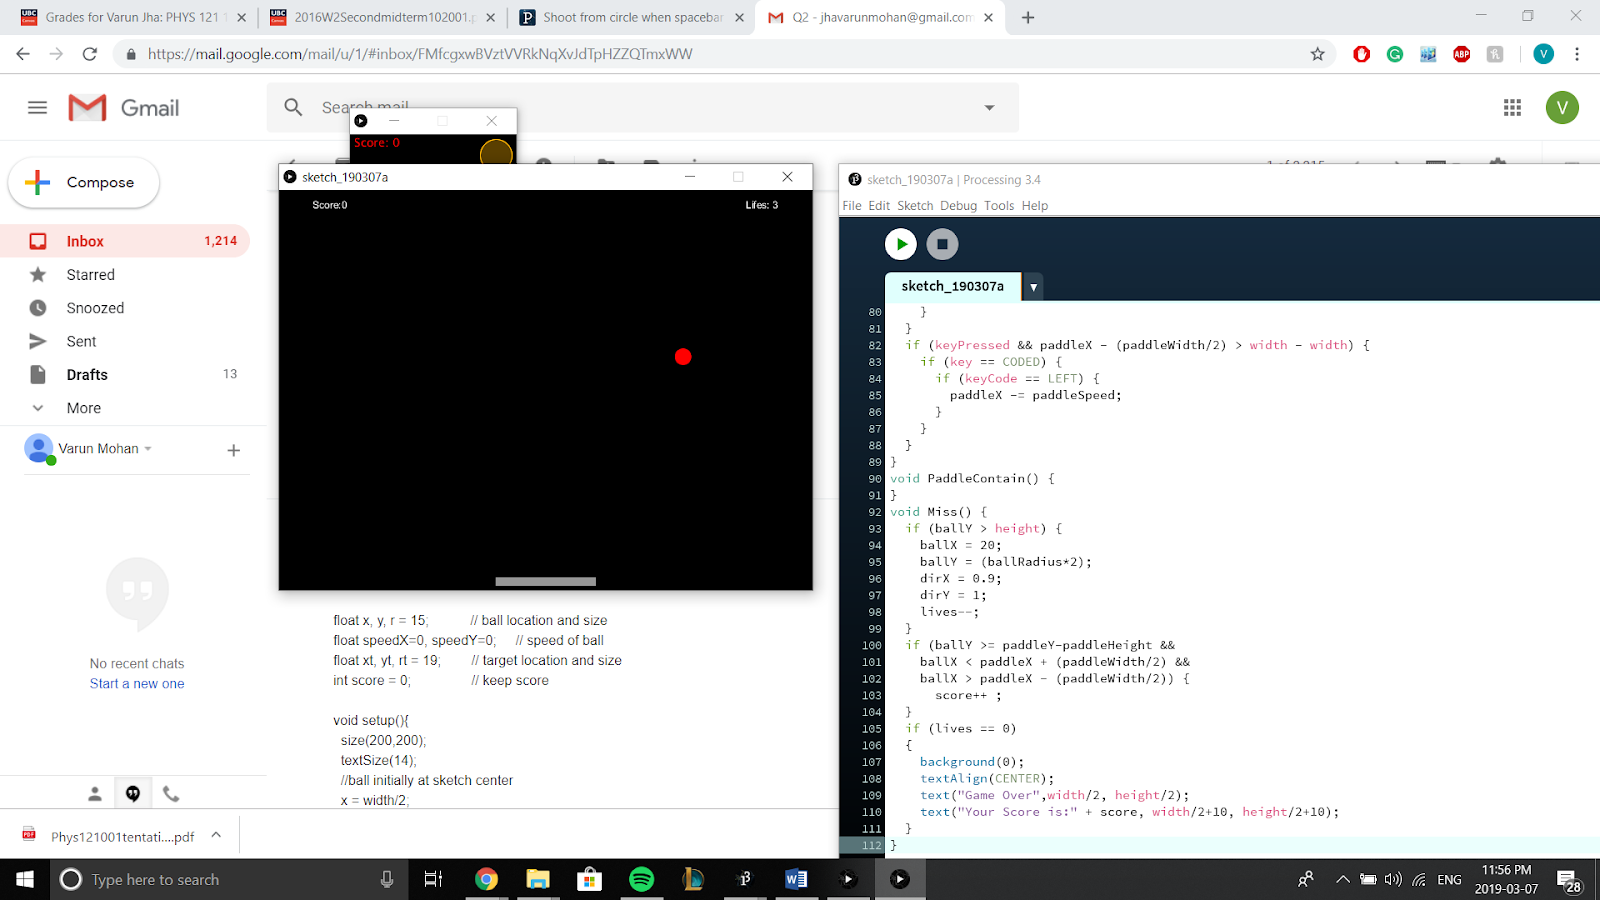 Grades for Varun Jha: PHYS 121 1
2016W2Secondmidterm102001.p
Shoot from circle when spacebar
Q2 - jhavarunmohan@gmail.com
https://mail.google.com/mail/u/1/#inbox/FMfcgxwBVztVVRkNqXvJdTpHZZQTmxWW
ABP
V
Gmail
Search mail
V
Score: 0
Compose
Inbox 1,214
Starred
Snoozed
Sent
Drafts 13
More
Varun Mohan
No recent chats
Start a new one
sketch_190307a
Score:0 Lifes: 3
float x, y, r = 15; // ball location and size
float speedX=0, speedY=0; // speed of ball
float xt, yt, rt = 19; // target location and size
int score = 0; // keep score
void setup(){
size(200,200);
textSize(14);
//ball initially at sketch center
x = width/2;
sketch_190307a | Processing 3.4
File Edit Sketch Debug Tools Help
sketch_190307a
80 }
81 }
82 if (keyPressed && paddleX - (paddleWidth/2) > width - width) {
83 if (key == CODED) {
84 if (keyCode == LEFT) {
85 paddleX -= paddleSpeed;
86 }
87 }
88 }
89 }
90 void PaddleContain() {
91 }
92 void Miss() {
93 if (ballY > height) {
94 ballX = 20;
95 ballY = (ballRadius*2);
96 dirX = 0.9;
97 dirY = 1;
98 lives--;
99 }
100 if (ballY >= paddleY-paddleHeight &&
101 ballX < paddleX + (paddleWidth/2) &&
102 ballX > paddleX - (paddleWidth/2)) {
103 score++ ;
104 }
105 if (lives == 0)
106 {
107 background(0);
108 textAlign(CENTER);
109 text("Game Over",width/2, height/2);
110 text("Your Score is:" + score, width/2+10, height/2+10);
111 }
112 }
Phys121001tentati....pdf
Type here to search
ENG
11:56 PM
2019-03-07
28